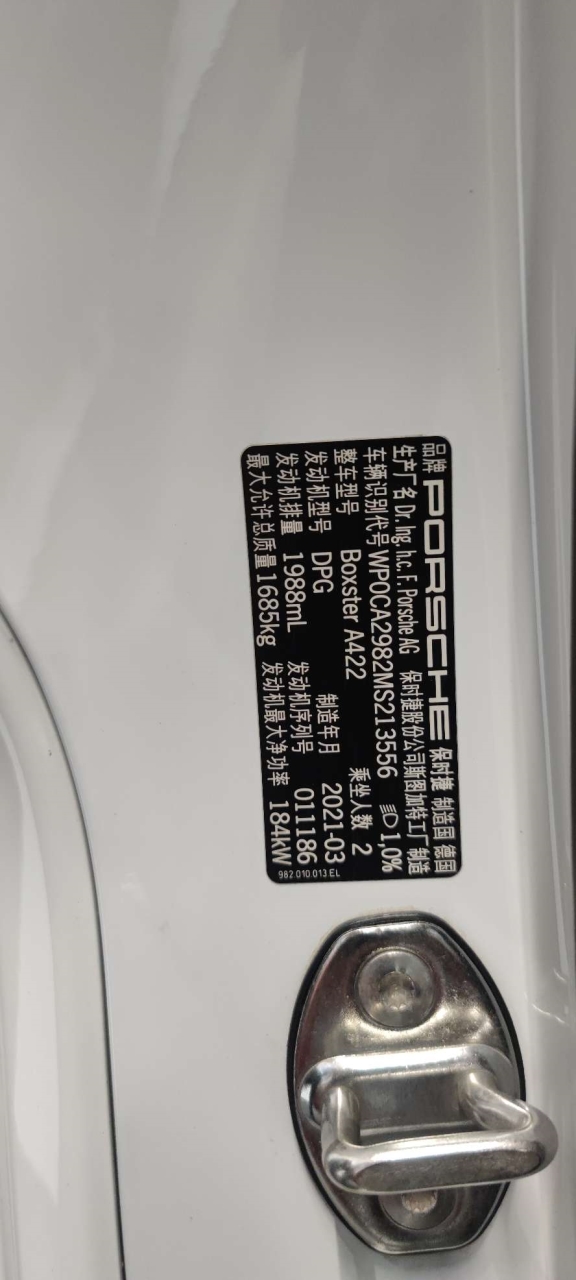 品牌 PORSCHE 保时捷 制造国 德国
生产厂名 Dr. Ing. h.c. F. Porsche AG 保时捷股份公司斯图加特工厂制造
车辆识别代号 WP0CA2982MS213556 1,0%
整车型号 Boxster A422 乘坐人数 2
发动机型号 DPG 制造年月 2021-03
发动机排量 1988mL 发动机序列号 011186
最大允许总质量 1685kg 发动机最大净功率 184kW
982.010.013.EL